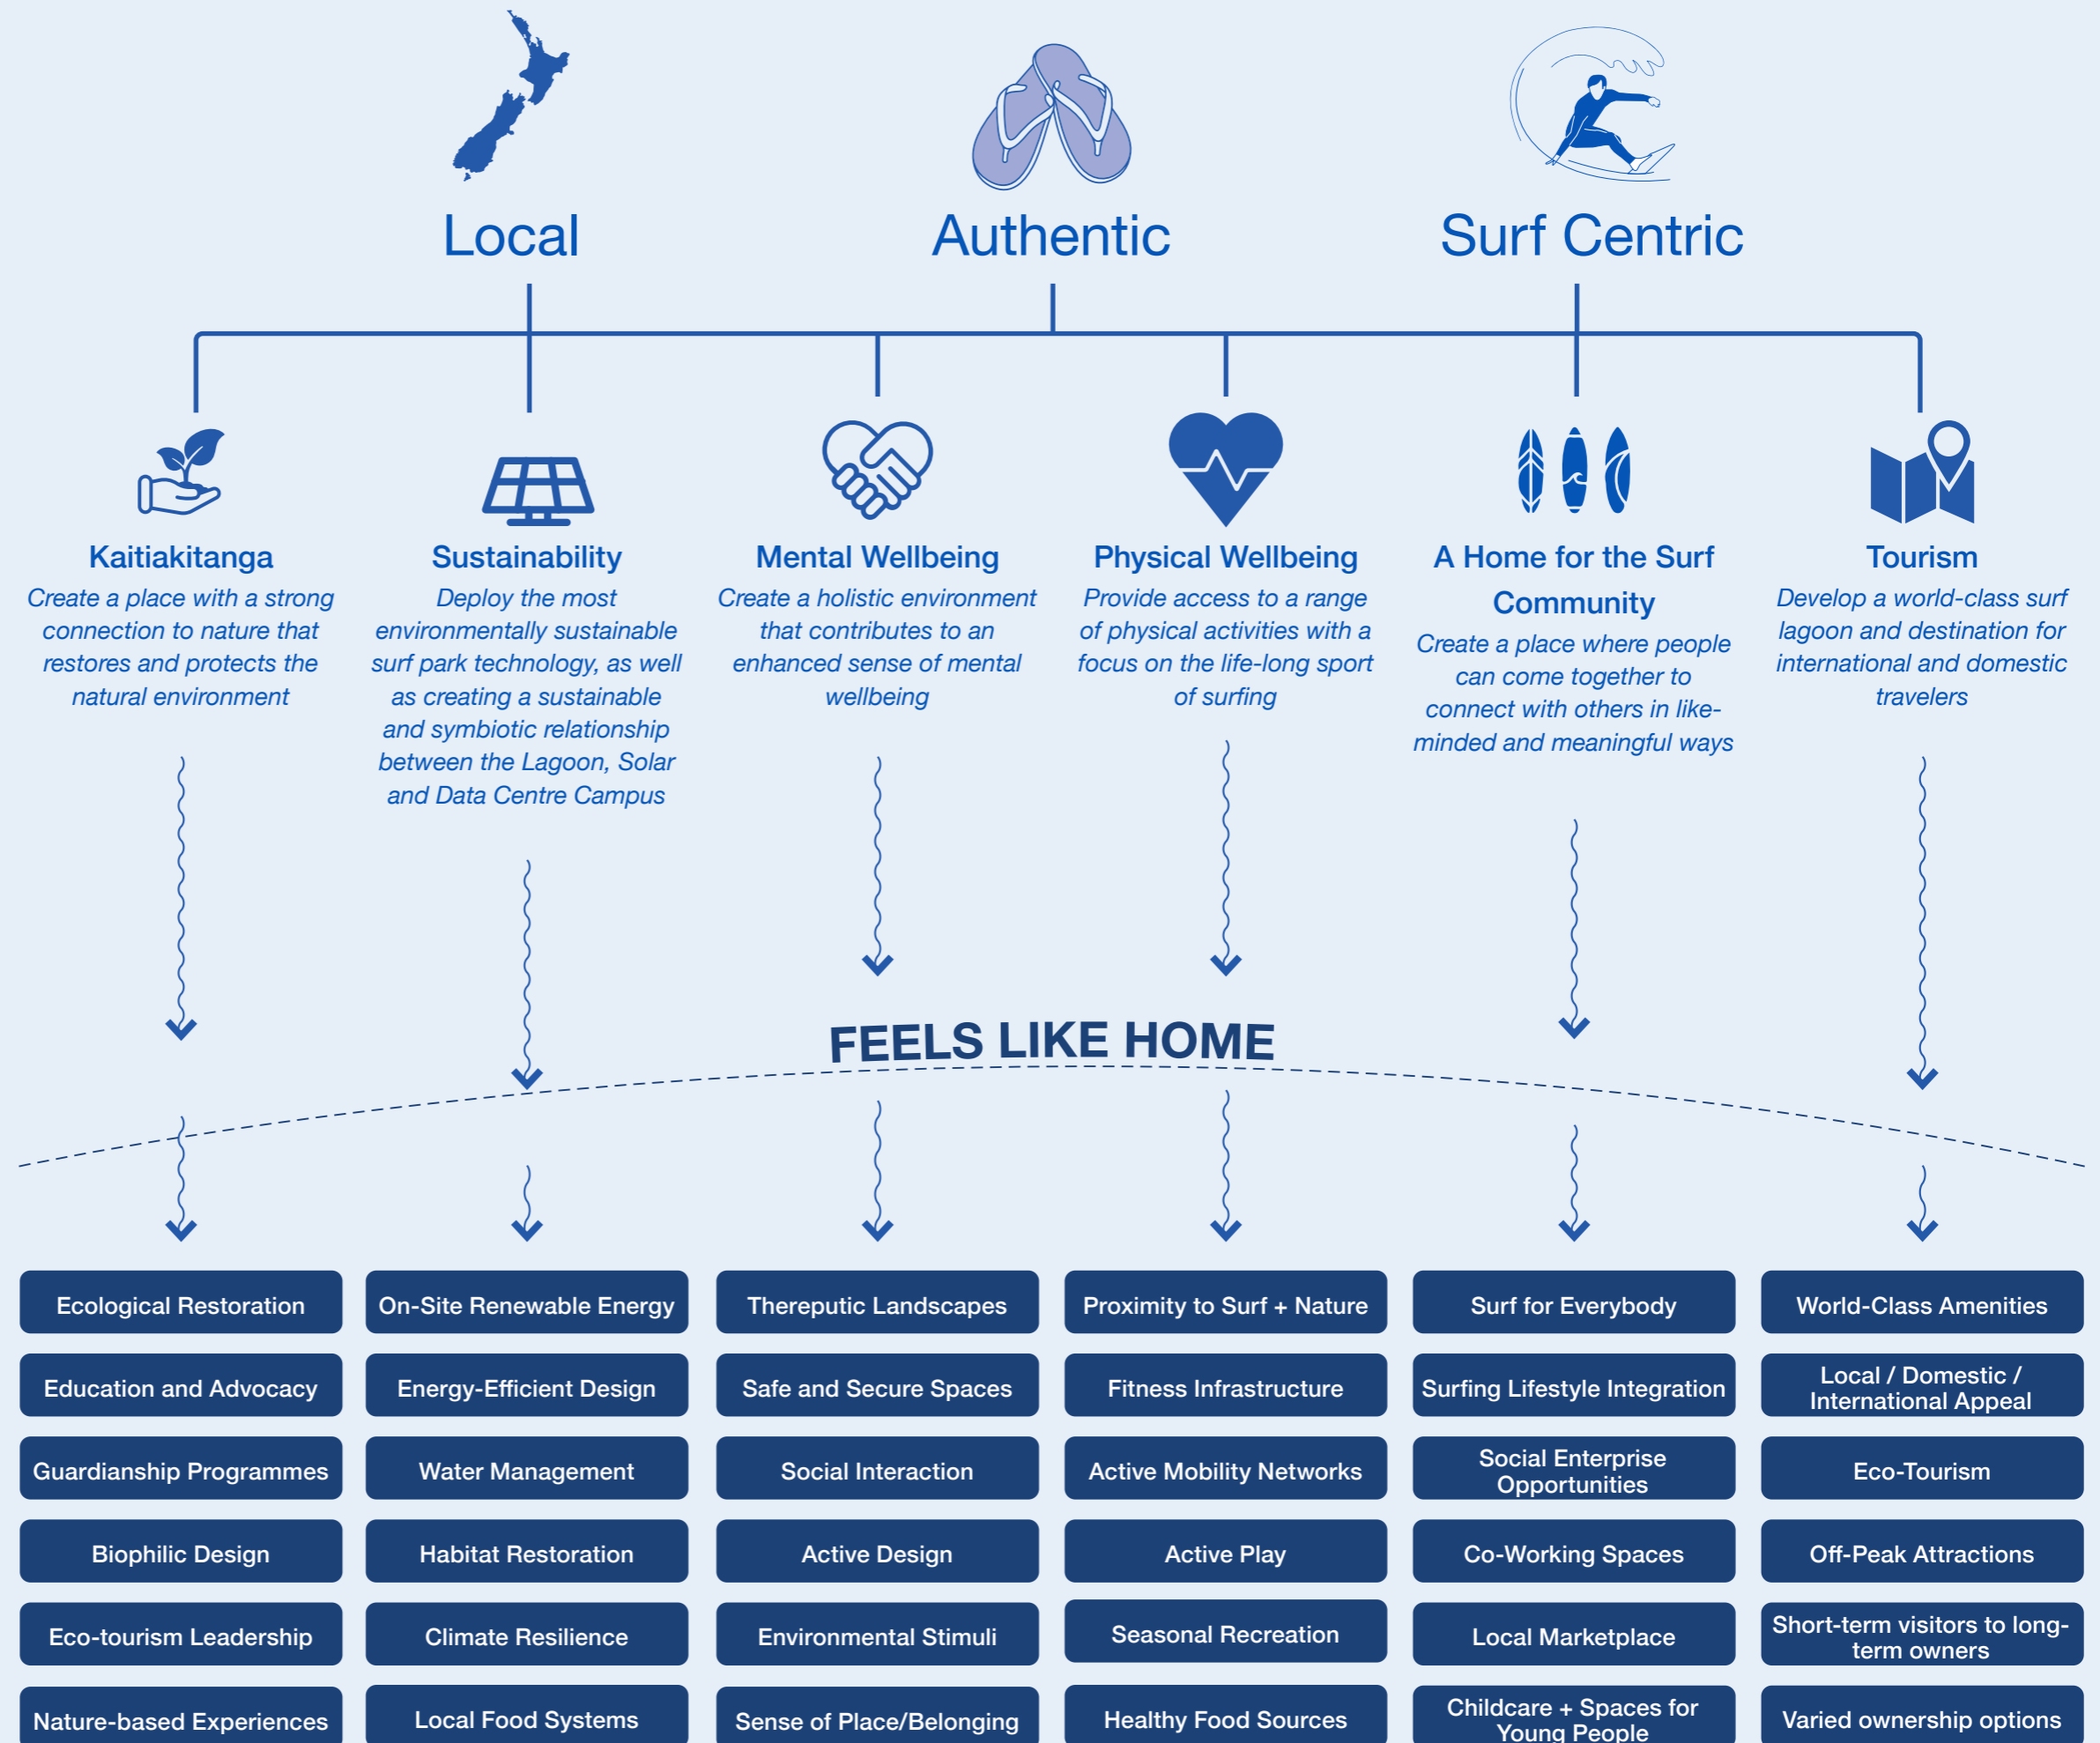 Local
Authentic
Surf Centric
Kaitiakitanga
Create a place with a strong
connection to nature that
restores and protects the
natural environment
Sustainability
Deploy the most
environmentally sustainable
surf park technology, as well
as creating a sustainable
and symbiotic relationship
between the Lagoon, Solar
and Data Centre Campus
Mental Wellbeing
Create a holistic environment
that contributes to an
enhanced sense of mental
wellbeing
Physical Wellbeing
Provide access to a range
of physical activities with a
focus on the life-long sport
of surfing
A Home for the Surf
Community
Create a place where people
can come together to
connect with others in like-
minded and meaningful ways
Tourism
Develop a world-class surf
lagoon and destination for
international and domestic
travelers
FEELS LIKE HOME
Ecological Restoration
Education and Advocacy
Guardianship Programmes
Biophilic Design
Eco-tourism Leadership
Nature-based Experiences
On-Site Renewable Energy
Energy-Efficient Design
Water Management
Habitat Restoration
Climate Resilience
Local Food Systems
Thereputic Landscapes
Safe and Secure Spaces
Social Interaction
Active Design
Environmental Stimuli
Sense of Place/Belonging
Proximity to Surf + Nature
Fitness Infrastructure
Active Mobility Networks
Active Play
Seasonal Recreation
Healthy Food Sources
Surf for Everybody
Surfing Lifestyle Integration
Social Enterprise
Opportunities
Co-Working Spaces
Local Marketplace
Childcare + Spaces for
Young People
World-Class Amenities
Local / Domestic /
International Appeal
Eco-Tourism
Off-Peak Attractions
Short-term visitors to long-
term owners
Varied ownership options